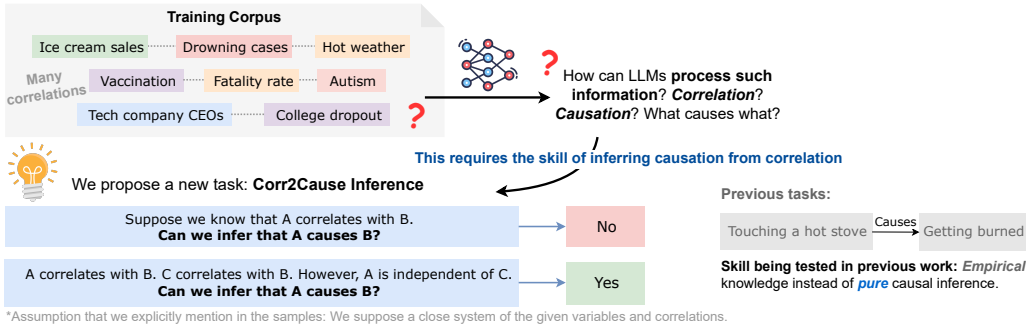 Training Corpus
Ice cream sales
Drowning cases
Hot weather
Many correlations
Vaccination
Fatality rate
Autism
Tech company CEOs
College dropout
?
?
How can LLMs process such
information? Correlation?
Causation? What causes what?
This requires the skill of inferring causation from correlation
We propose a new task: Corr2Cause Inference
Suppose we know that A correlates with B.
Can we infer that A causes B?
No
A correlates with B. C correlates with B. However, A is independent of C.
Can we infer that A causes B?
Yes
Previous tasks:
Touching a hot stove
Causes
Getting burned
Skill being tested in previous work: Empirical
knowledge instead of pure causal inference.
*Assumption that we explicitly mention in the samples: We suppose a close system of the given variables and correlations.